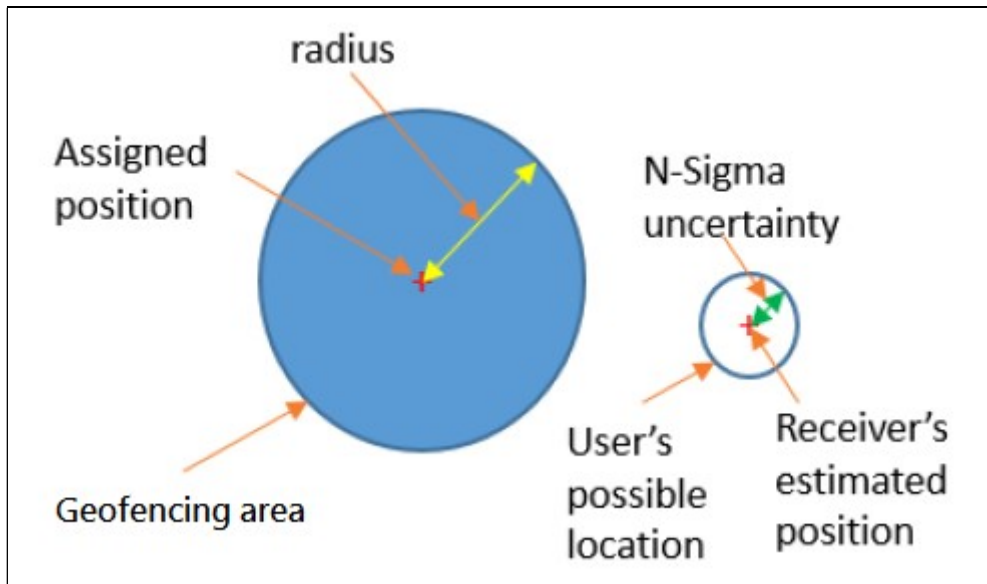 radius
Assigned
position
N-Sigma
uncertainty
Geofencing area
User's
possible
location
Receiver's
estimated
position